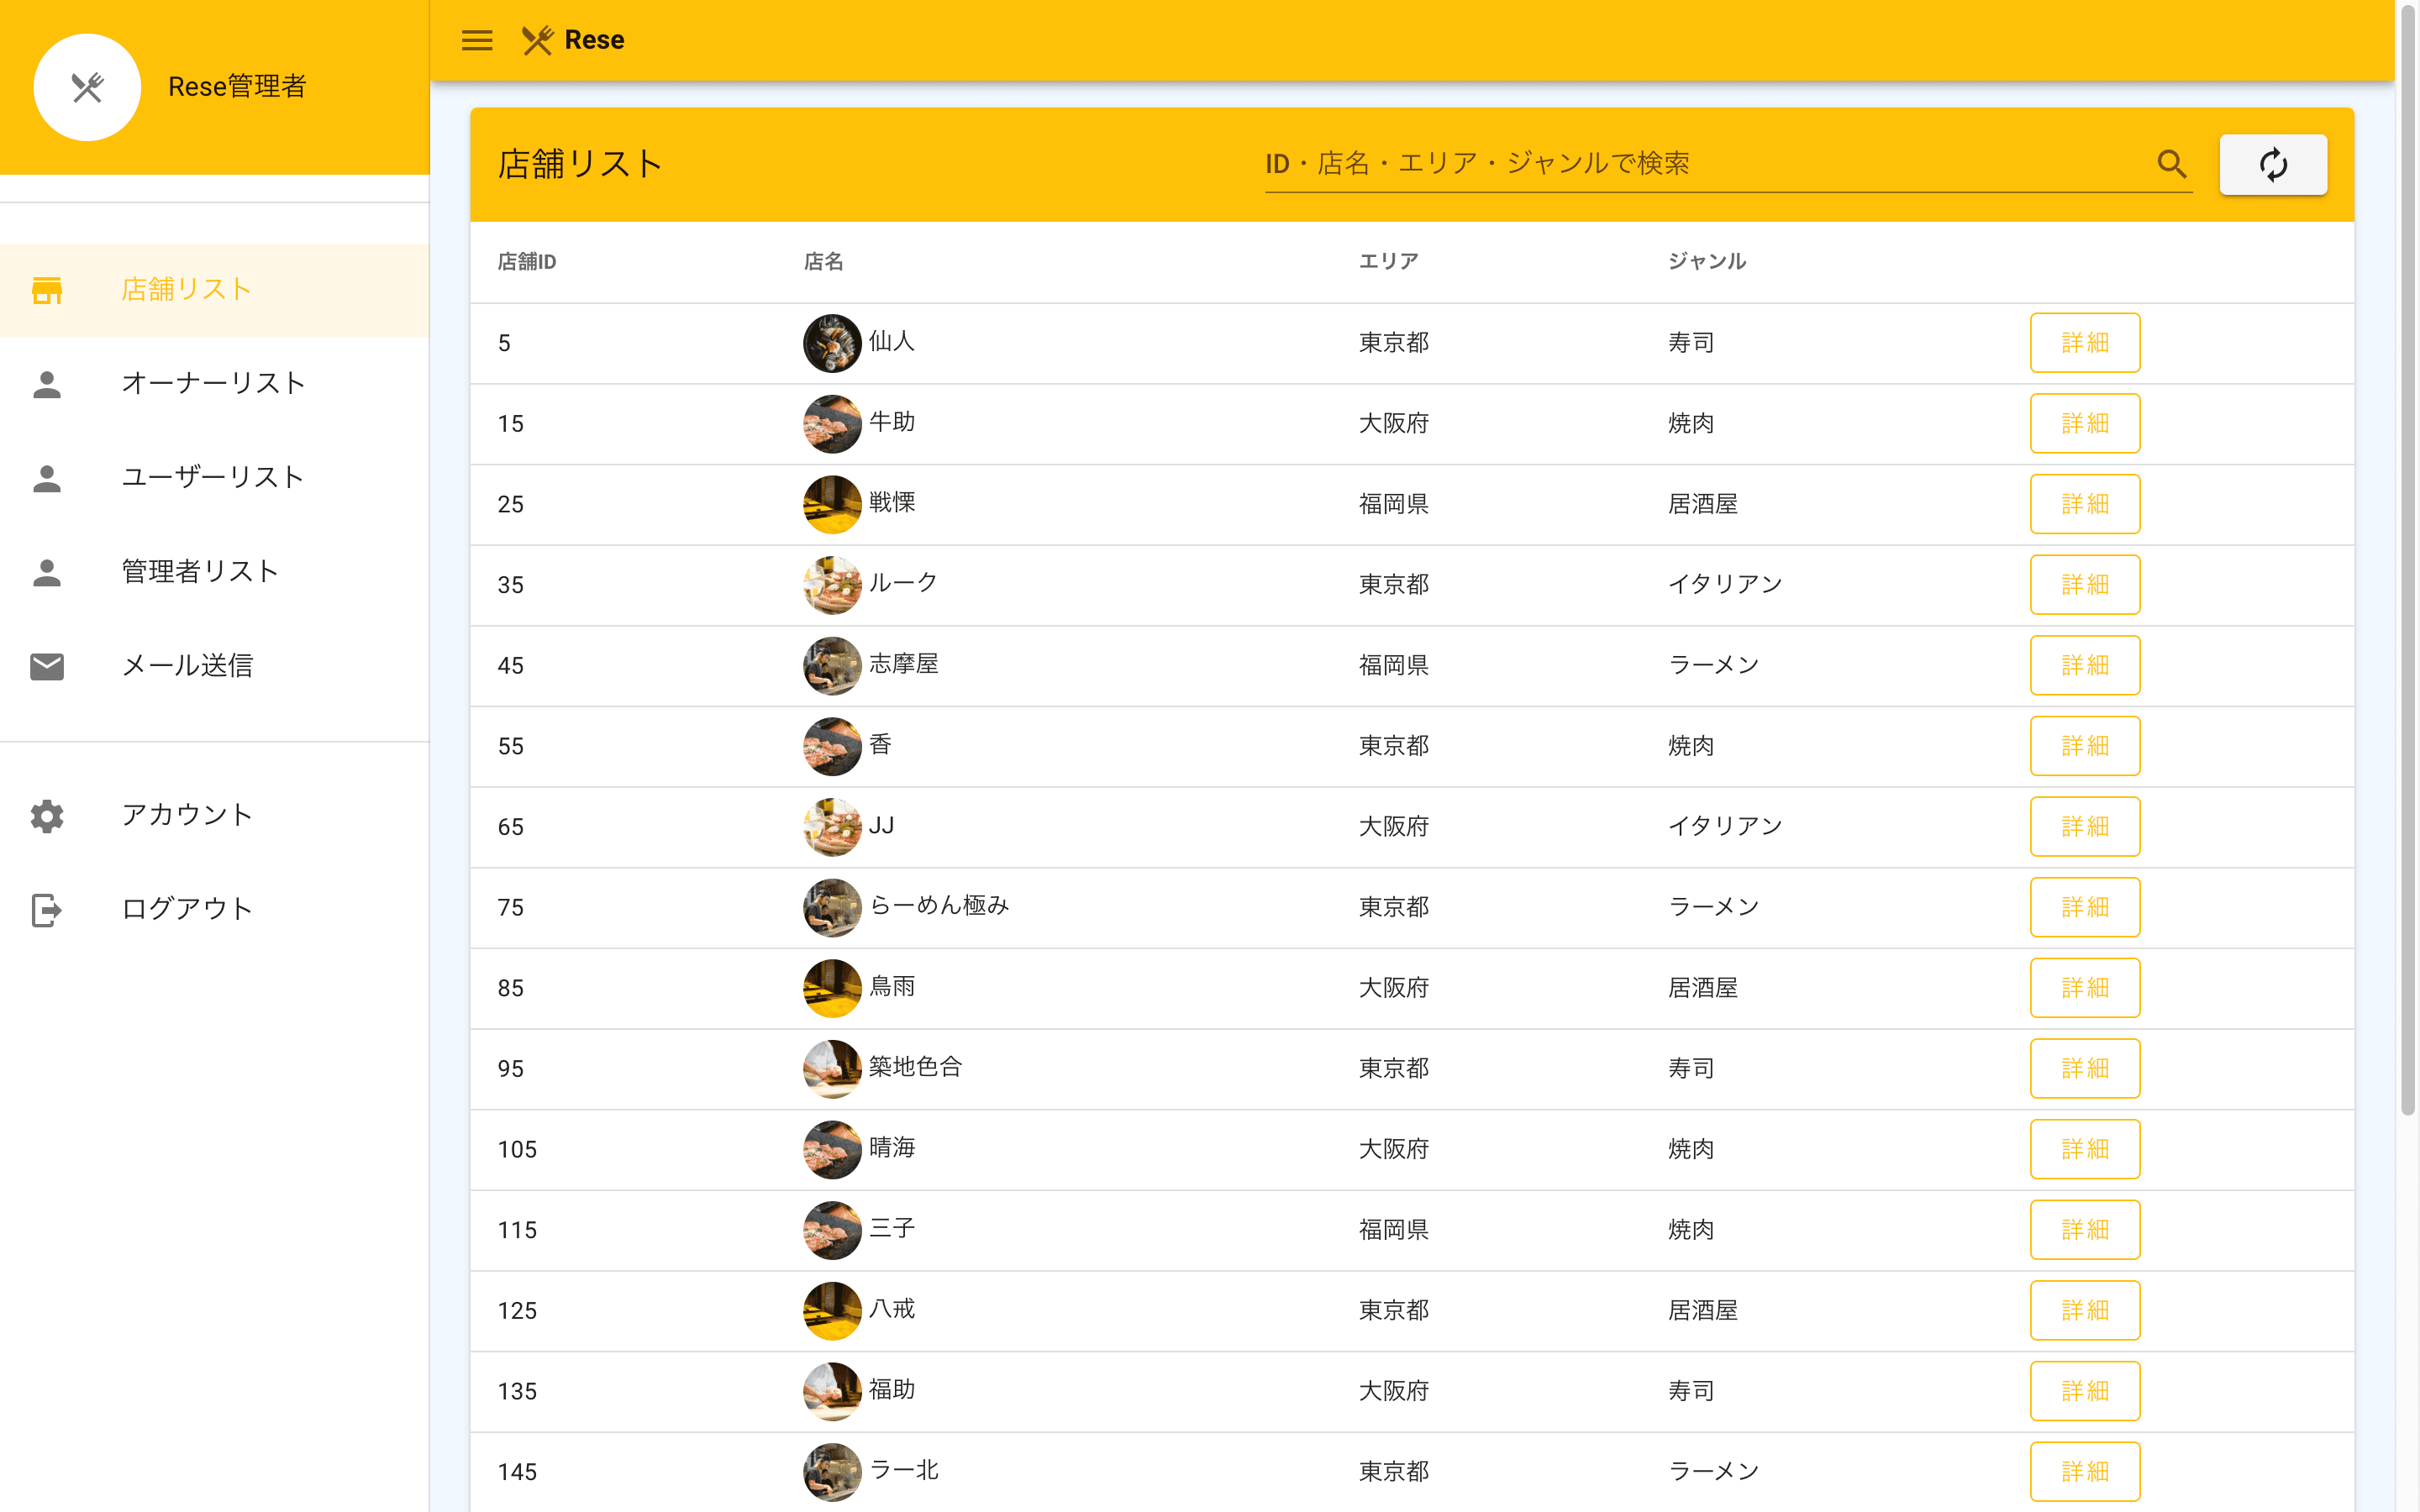 Rese管理者
店舗リスト
オーナーリスト
ユーザーリスト
管理者リスト
メール送信
アカウント
ログアウト
Rese
店舗リスト
ID・店名・エリア・ジャンルで検索
店舗ID 店名 エリア ジャンル
5 仙人 東京都 寿司 詳細
15 牛助 大阪府 焼肉 詳細
25 戦慄 福岡県 居酒屋 詳細
35 ルーク 東京都 イタリアン 詳細
45 志摩屋 福岡県 ラーメン 詳細
55 香 東京都 焼肉 詳細
65 JJ 大阪府 イタリアン 詳細
75 らーめん極み 東京都 ラーメン 詳細
85 鳥雨 大阪府 居酒屋 詳細
95 築地色合 東京都 寿司 詳細
105 晴海 大阪府 焼肉 詳細
115 三子 福岡県 焼肉 詳細
125 八戒 東京都 居酒屋 詳細
135 福助 大阪府 寿司 詳細
145 ラー北 東京都 ラーメン 詳細